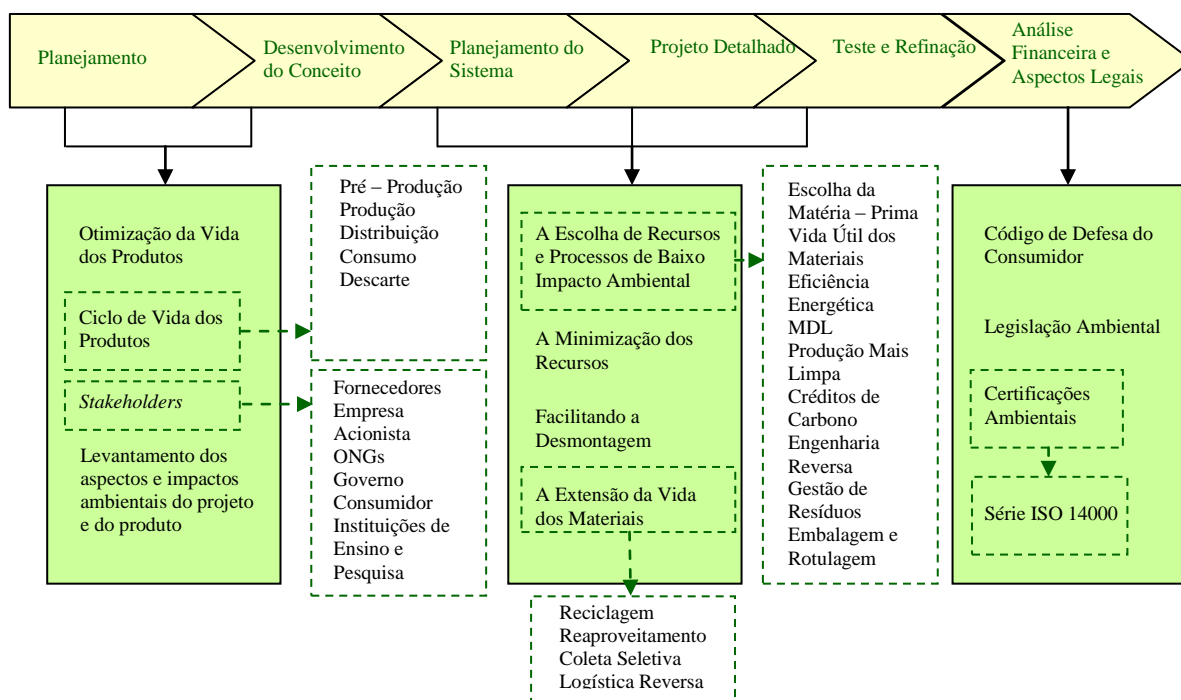 Planejamento
Desenvolvimento
do Conceito
Planejamento do
Sistema
Projeto Detalhado
Teste e Refinação
Análise
Financeira e
Aspectos Legais
Otimização da Vida
dos Produtos
Ciclo de Vida dos
Produtos
Stakeholders
Levantamento dos
aspectos e impactos
ambientais do projeto
e do produto
Pré – Produção
Produção
Distribuição
Consumo
Descarte
Fornecedores
Empresa
Acionista
ONGs
Governo
Consumidor
Instituições de
Ensino e
Pesquisa
A Escolha de Recursos
e Processos de Baixo
Impacto Ambiental
A Minimização dos
Recursos
Facilitando a
Desmontagem
A Extensão da Vida
dos Materiais
Reciclagem
Reaproveitamento
Coleta Seletiva
Logística Reversa
Escolha da
Matéria – Prima
Vida Útil dos
Materiais
Eficiência
Energética
MDL
Produção Mais
Limpa
Créditos de
Carbono
Engenharia
Reversa
Gestão de
Resíduos
Embalagem e
Rotulagem
Código de Defesa do
Consumidor
Legislação Ambiental
Certificações
Ambientais
Série ISO 14000